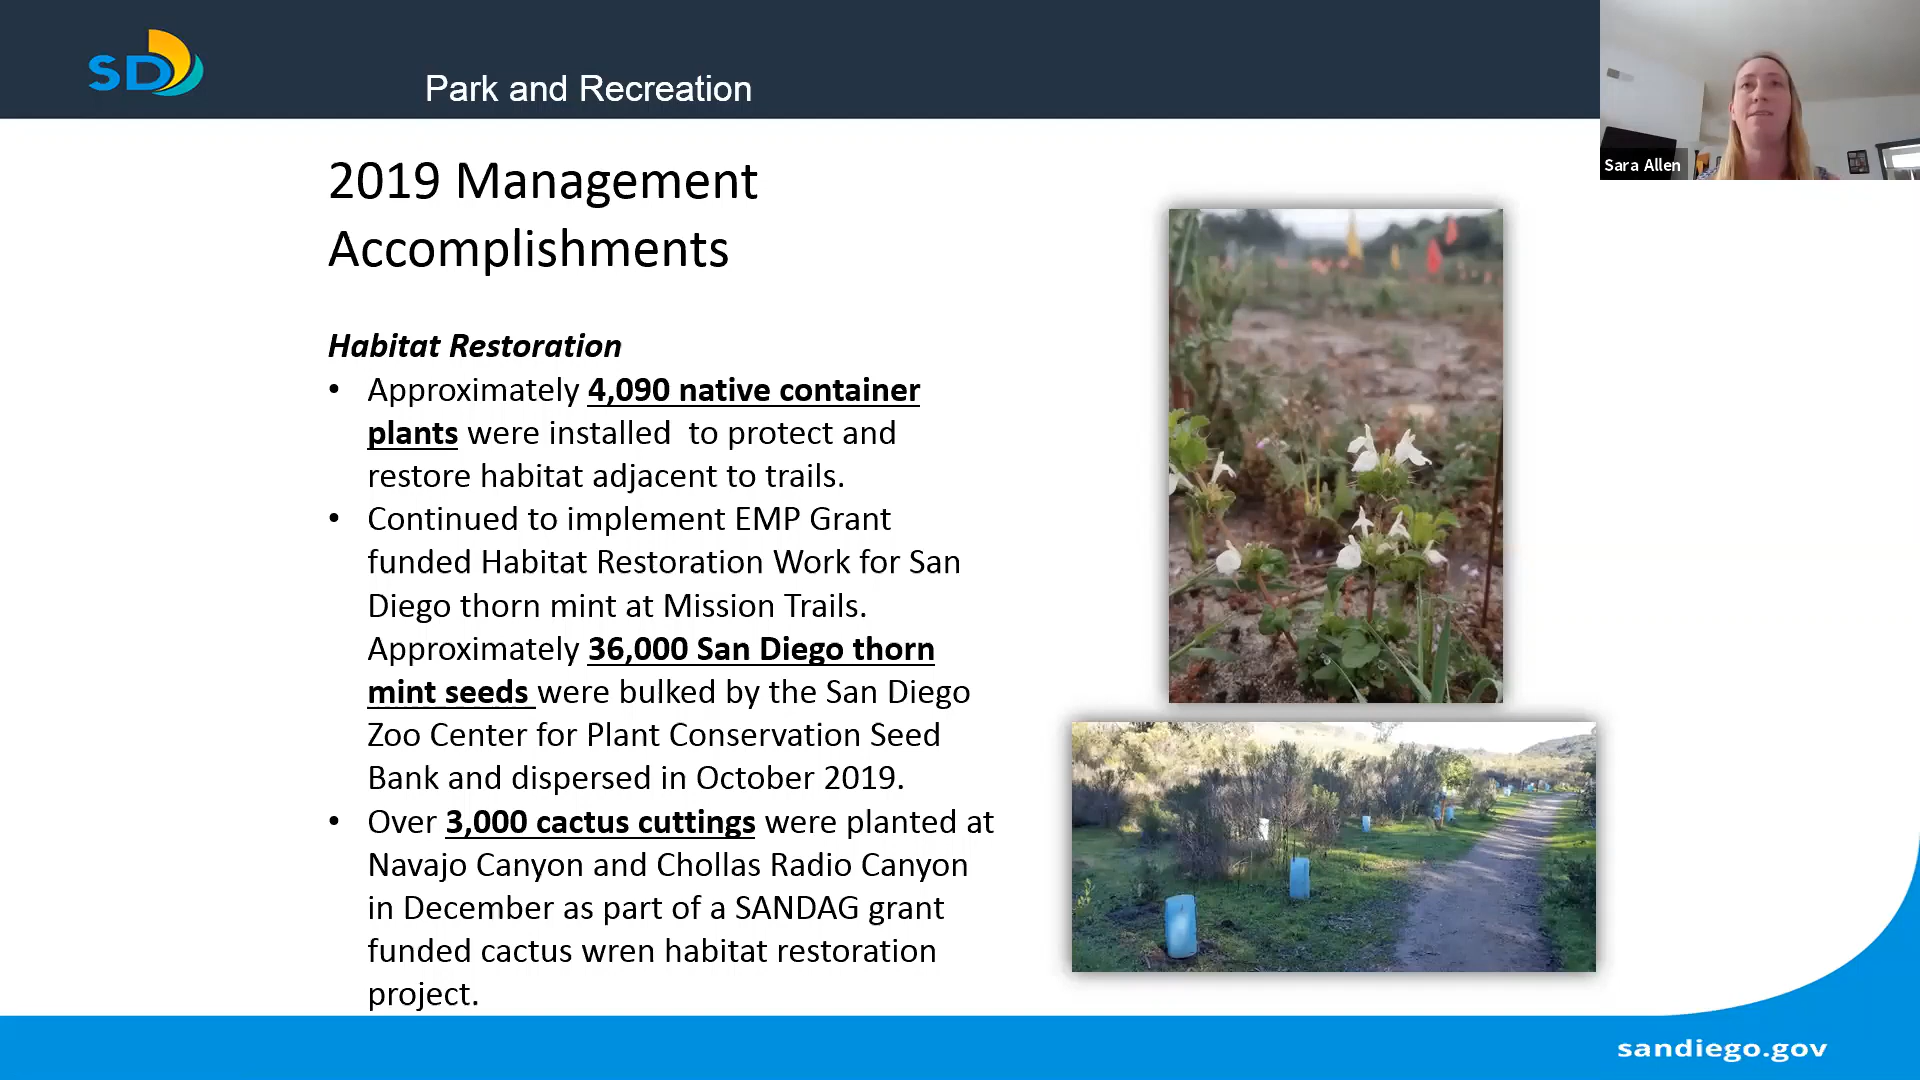 SD
Park and Recreation
Sara Allen
2019 Management
Accomplishments
Habitat Restoration
• Approximately 4,090 native container
plants were installed  to protect and
restore habitat adjacent to trails.
• Continued to implement EMP Grant
funded Habitat Restoration Work for San
Diego thorn mint at Mission Trails.
Approximately 36,000 San Diego thorn
mint seeds were bulked by the San Diego
Zoo Center for Plant Conservation Seed
Bank and dispersed in October 2019.
• Over 3,000 cactus cuttings were planted at
Navajo Canyon and Chollas Radio Canyon
in December as part of a SANDAG grant
funded cactus wren habitat restoration
project.
sandiego.gov